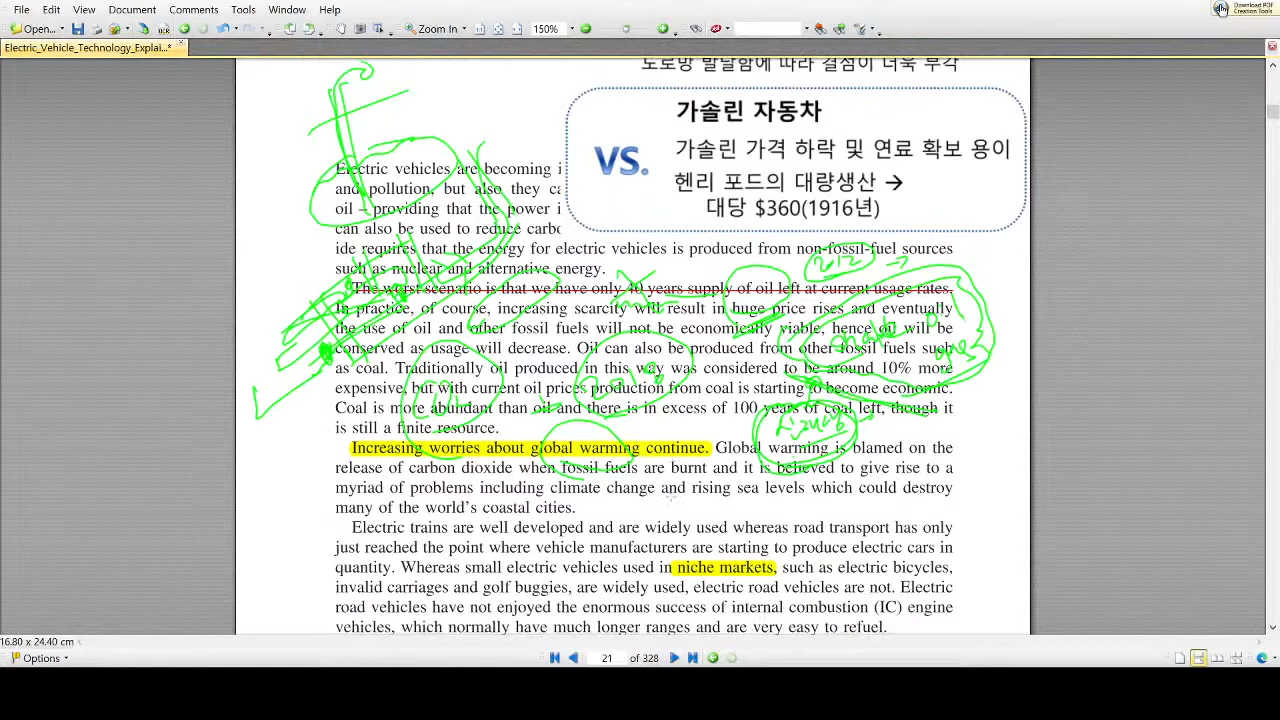 File Edit View Document Comments Tools Window Help
Download PDF
Creation Tools
Open...
Zoom In
150%
Electric_Vehicle_Technology_Explai...*
도로망 발달함에 따라 결점이 더욱 부각
가솔린 자동차
VS.
가솔린 가격 하락 및 연료 확보 용이
헨리 포드의 대량생산 →
대당 $360(1916년)
Electric vehicles are becoming i
and pollution, but also they ca
oil – providing that the power i
can also be used to reduce carbo
ide requires that the energy for electric vehicles is produced from non-fossil-fuel sources
such as nuclear and alternative energy.
2012
The worst scenario is that we have only 40 years supply of oil left at current usage rates.
In practice, of course, increasing scarcity will result in huge price rises and eventually
the use of oil and other fossil fuels will not be economically viable, hence oil will be
conserved as usage will decrease. Oil can also be produced from other fossil fuels such
as coal. Traditionally oil produced in this way was considered to be around 10% more
expensive, but with current oil prices production from coal is starting to become economic.
Coal is more abundant than oil and there is in excess of 100 years of coal left, though it
is still a finite resource.
2018
Increasing worries about global warming continue. Global warming is blamed on the
release of carbon dioxide when fossil fuels are burnt and it is believed to give rise to a
myriad of problems including climate change and rising sea levels which could destroy
many of the world's coastal cities.
Electric trains are well developed and are widely used whereas road transport has only
just reached the point where vehicle manufacturers are starting to produce electric cars in
quantity. Whereas small electric vehicles used in niche markets, such as electric bicycles,
invalid carriages and golf buggies, are widely used, electric road vehicles are not. Electric
road vehicles have not enjoyed the enormous success of internal combustion (IC) engine
vehicles, which normally have much longer ranges and are very easy to refuel.
16.80 x 24.40 cm
Options
21 of 328